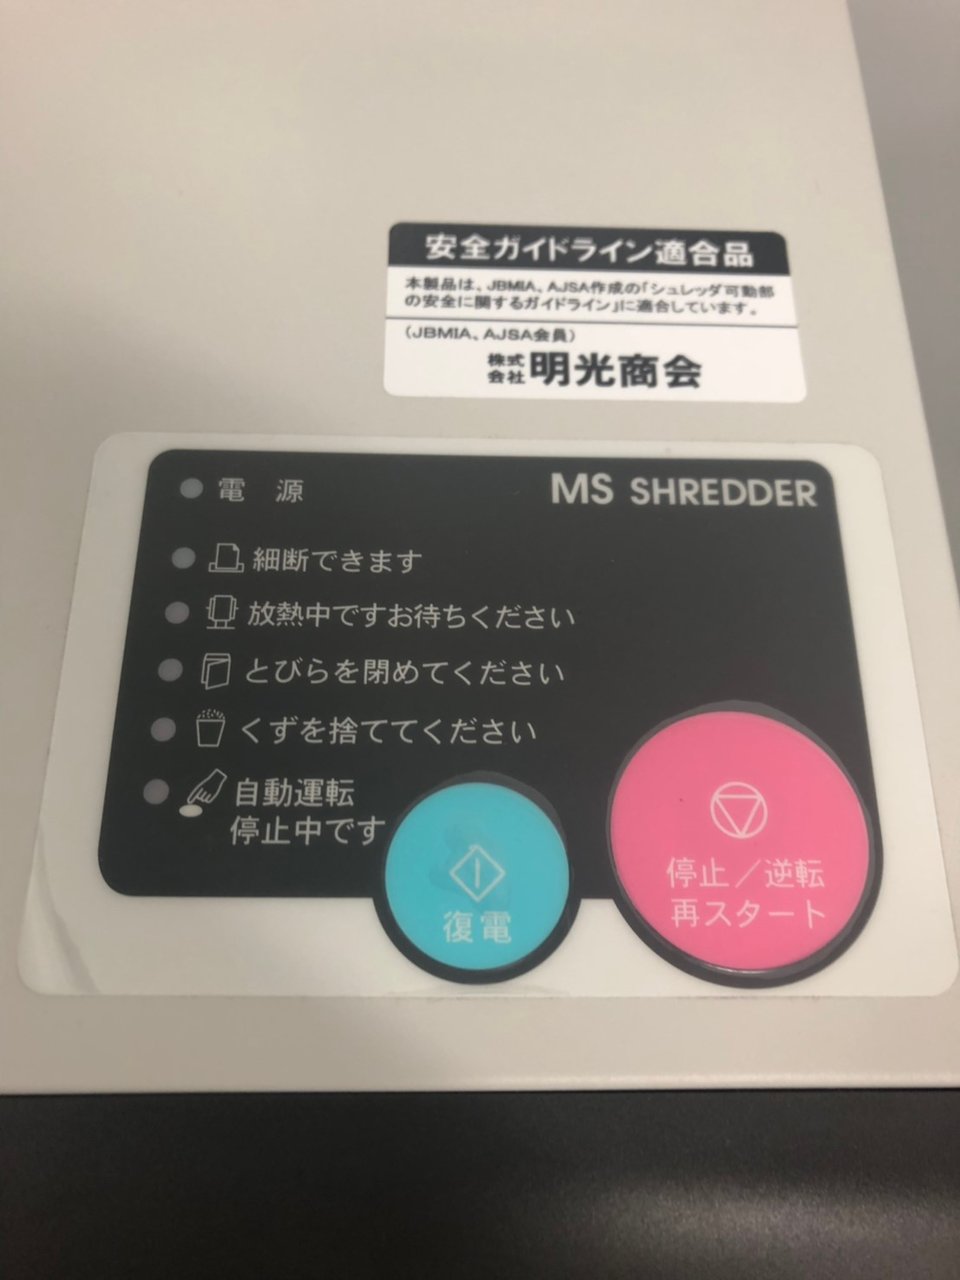 安全ガイドライン適合品
本製品は、JBMIA、AJSA作成の「シュレッダ可動部
の安全に関するガイドライン」に適合しています。
(JBMIA、AJSA会員)
株式会社 明光商会
電 源
MS SHREDDER
細断できます
放熱中ですお待ちください
とびらを閉めてください
くずを捨ててください
自動運転
停止中です
復電
停止/逆転
再スタート